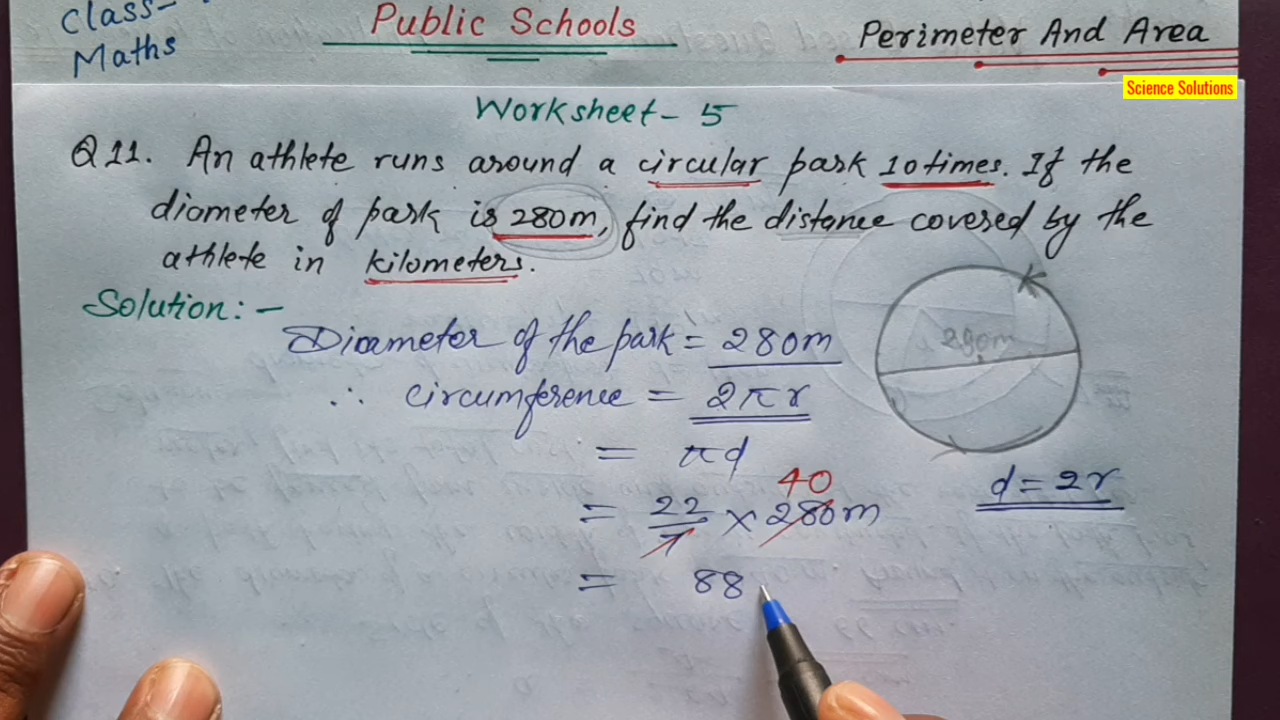 Class-
Maths
Public Schools
Perimeter And Area
Science Solutions
Worksheet-5
Q11. An athlete runs around a circular park 10 times. If the
diameter of park is 280m, find the distance covered by the
athlete in kilometers.
Solution:-
Diameter of the park = 280m
∴ circumference = 2πr
= πd
40
= 22/7 × 280m
= 88
280m
d = 2r